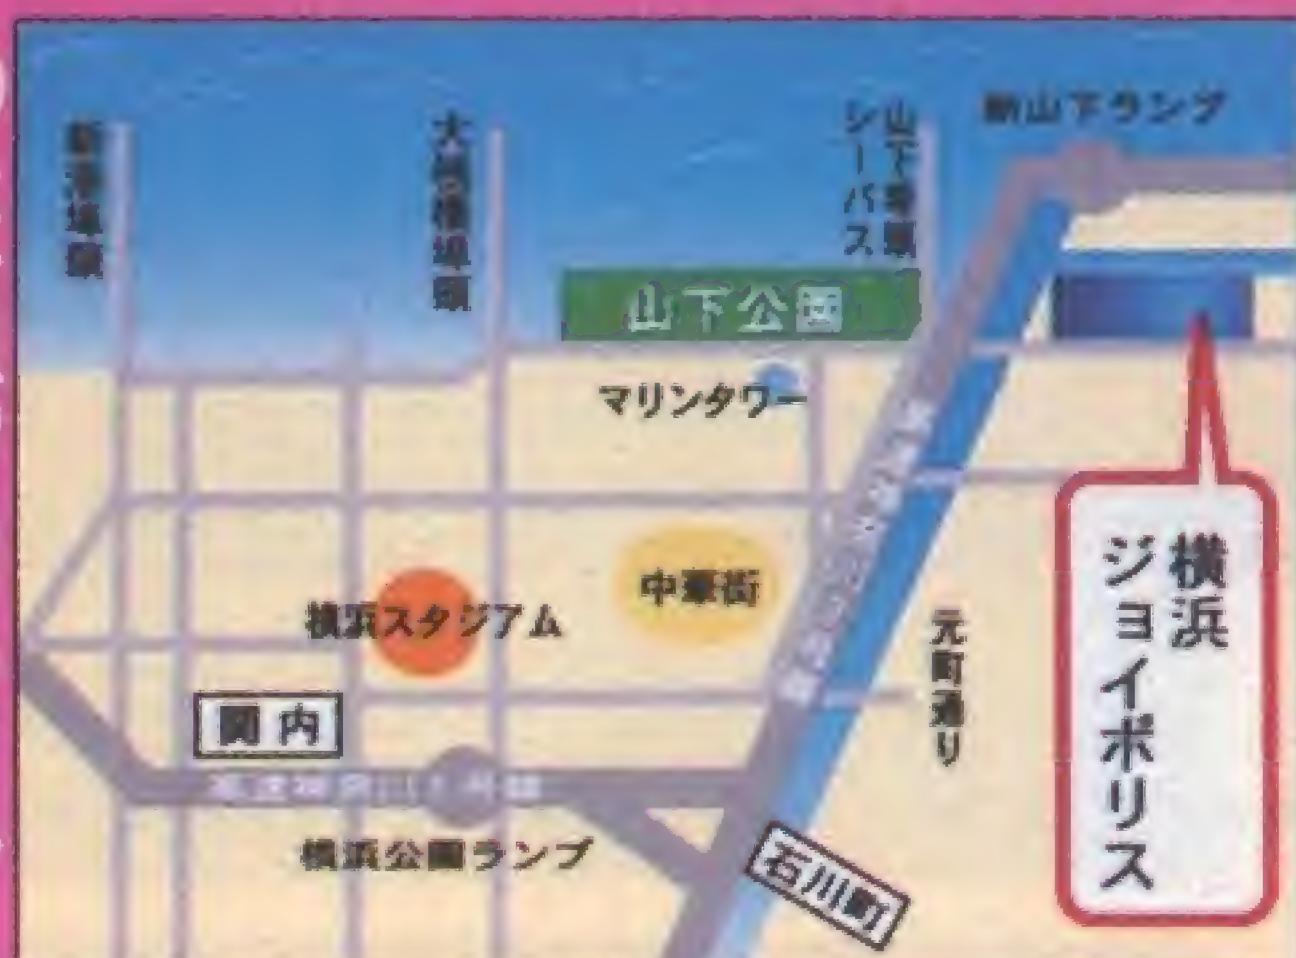 新港埠頭
大桟橋埠頭
山下埠頭
シーバス
新山下ランプ
山下公園
マリンタワー
中華街
横浜スタジアム
元町通り
横浜
ジョイポリス
関内
横浜公園ランプ
石川町